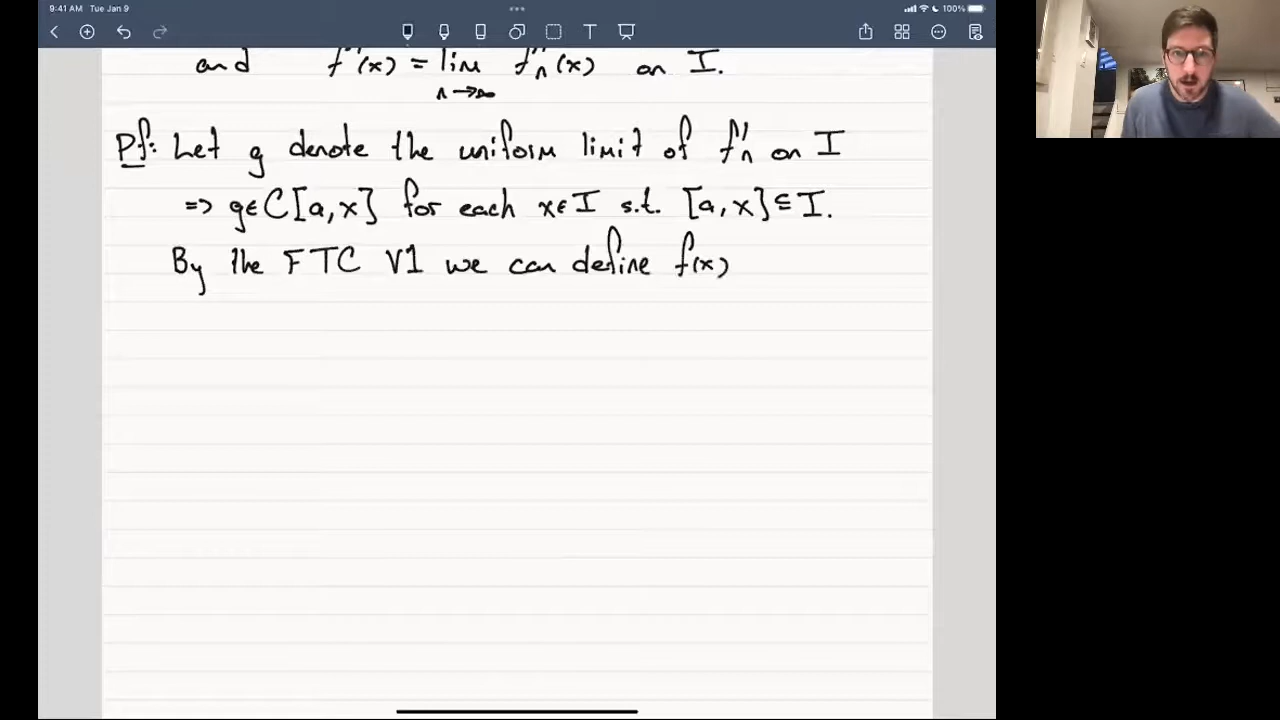 9:41 AM Tue Jan 9
100%
and f'(x) = lim f'ₙ(x) on I.
n→∞
Pf: Let g denote the uniform limit of f'ₙ on I
=> g∈C[a,x] for each x∈I s.t. [a,x]⊆I.
By the FTC V1 we can define f(x)